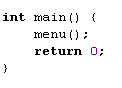 int main() {
    menu();
    return 0;
}